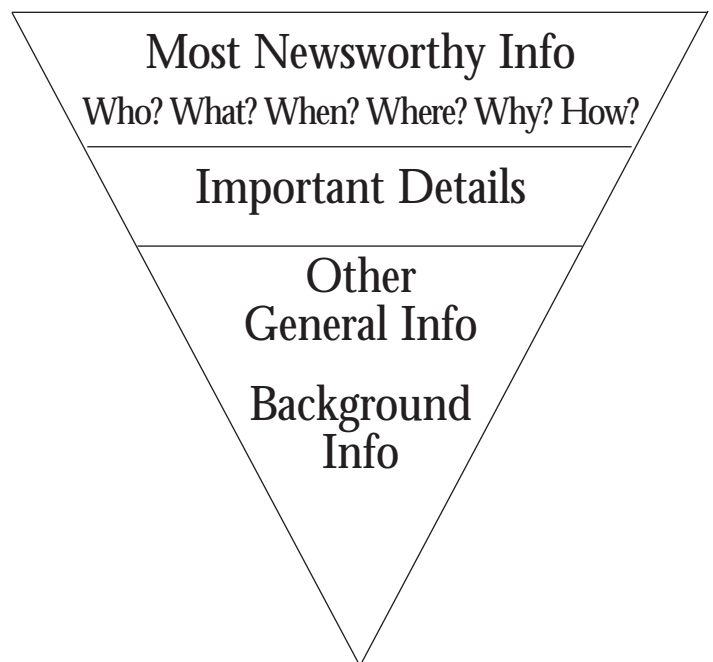 Most Newsworthy Info
Who? What? When? Where? Why? How?
Important Details
Other
General Info
Background
Info